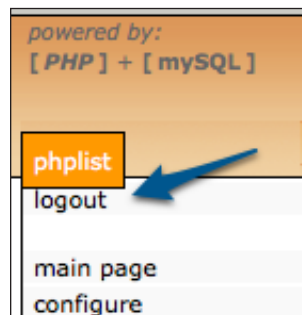 powered by:
[ PHP ] + [ mySQL ]
phplist
logout
main page
configure